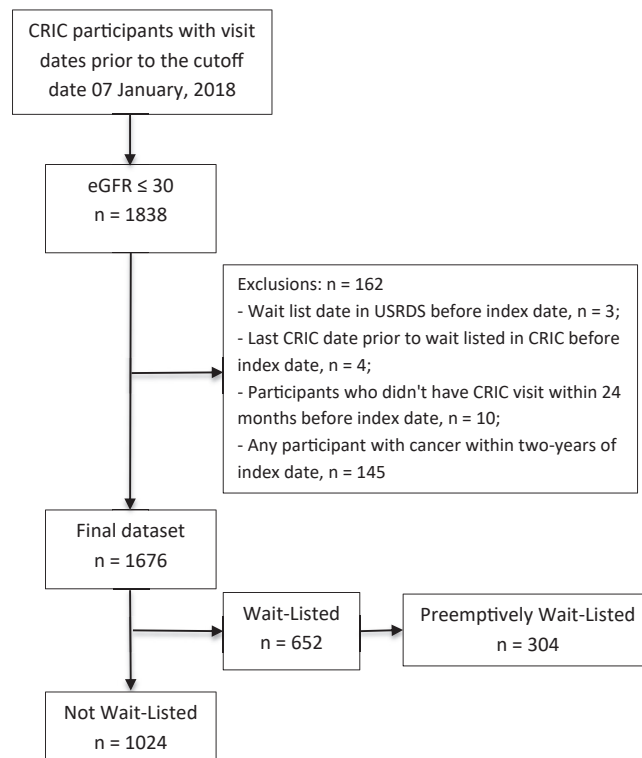 CRIC participants with visit
dates prior to the cutoff
date 07 January, 2018
eGFR ≤ 30
n = 1838
Exclusions: n = 162
- Wait list date in USRDS before index date, n = 3;
- Last CRIC date prior to wait listed in CRIC before
index date, n = 4;
- Participants who didn't have CRIC visit within 24
months before index date, n = 10;
- Any participant with cancer within two-years of
index date, n = 145
Final dataset
n = 1676
Wait-Listed
n = 652
Preemptively Wait-Listed
n = 304
Not Wait-Listed
n = 1024